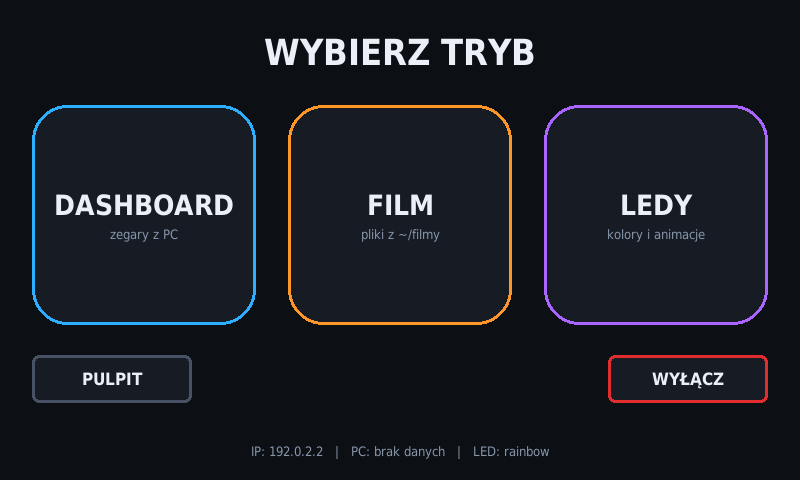 WYBIERZ TRYB
DASHBOARD
zegary z PC
FILM
pliki z ~/filmy
LEDY
kolory i animacje
PULPIT
WYŁĄCZ
IP: 192.0.2.2 | PC: brak danych | LED: rainbow